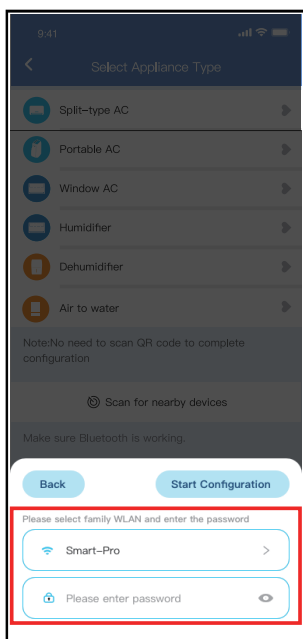 9:41
Select Appliance Type
Split-type AC
Portable AC
Window AC
Humidifier
Dehumidifier
Air to water
Note:No need to scan QR code to complete
configuration
Scan for nearby devices
Make sure Bluetooth is working.
Back
Start Configuration
Please select family WLAN and enter the password
Smart-Pro
Please enter password